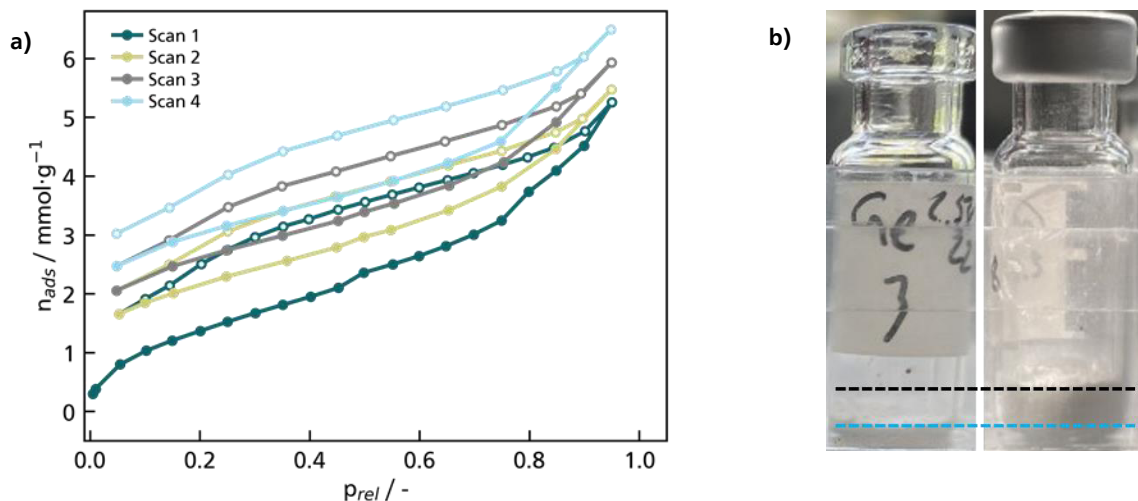 a)
Scan 1
Scan 2
Scan 3
Scan 4
6
5
4
3
2
1
0
n_ads / mmol·g⁻¹
0.0 0.2 0.4 0.6 0.8 1.0
p_rel / -
b)
Ge
3